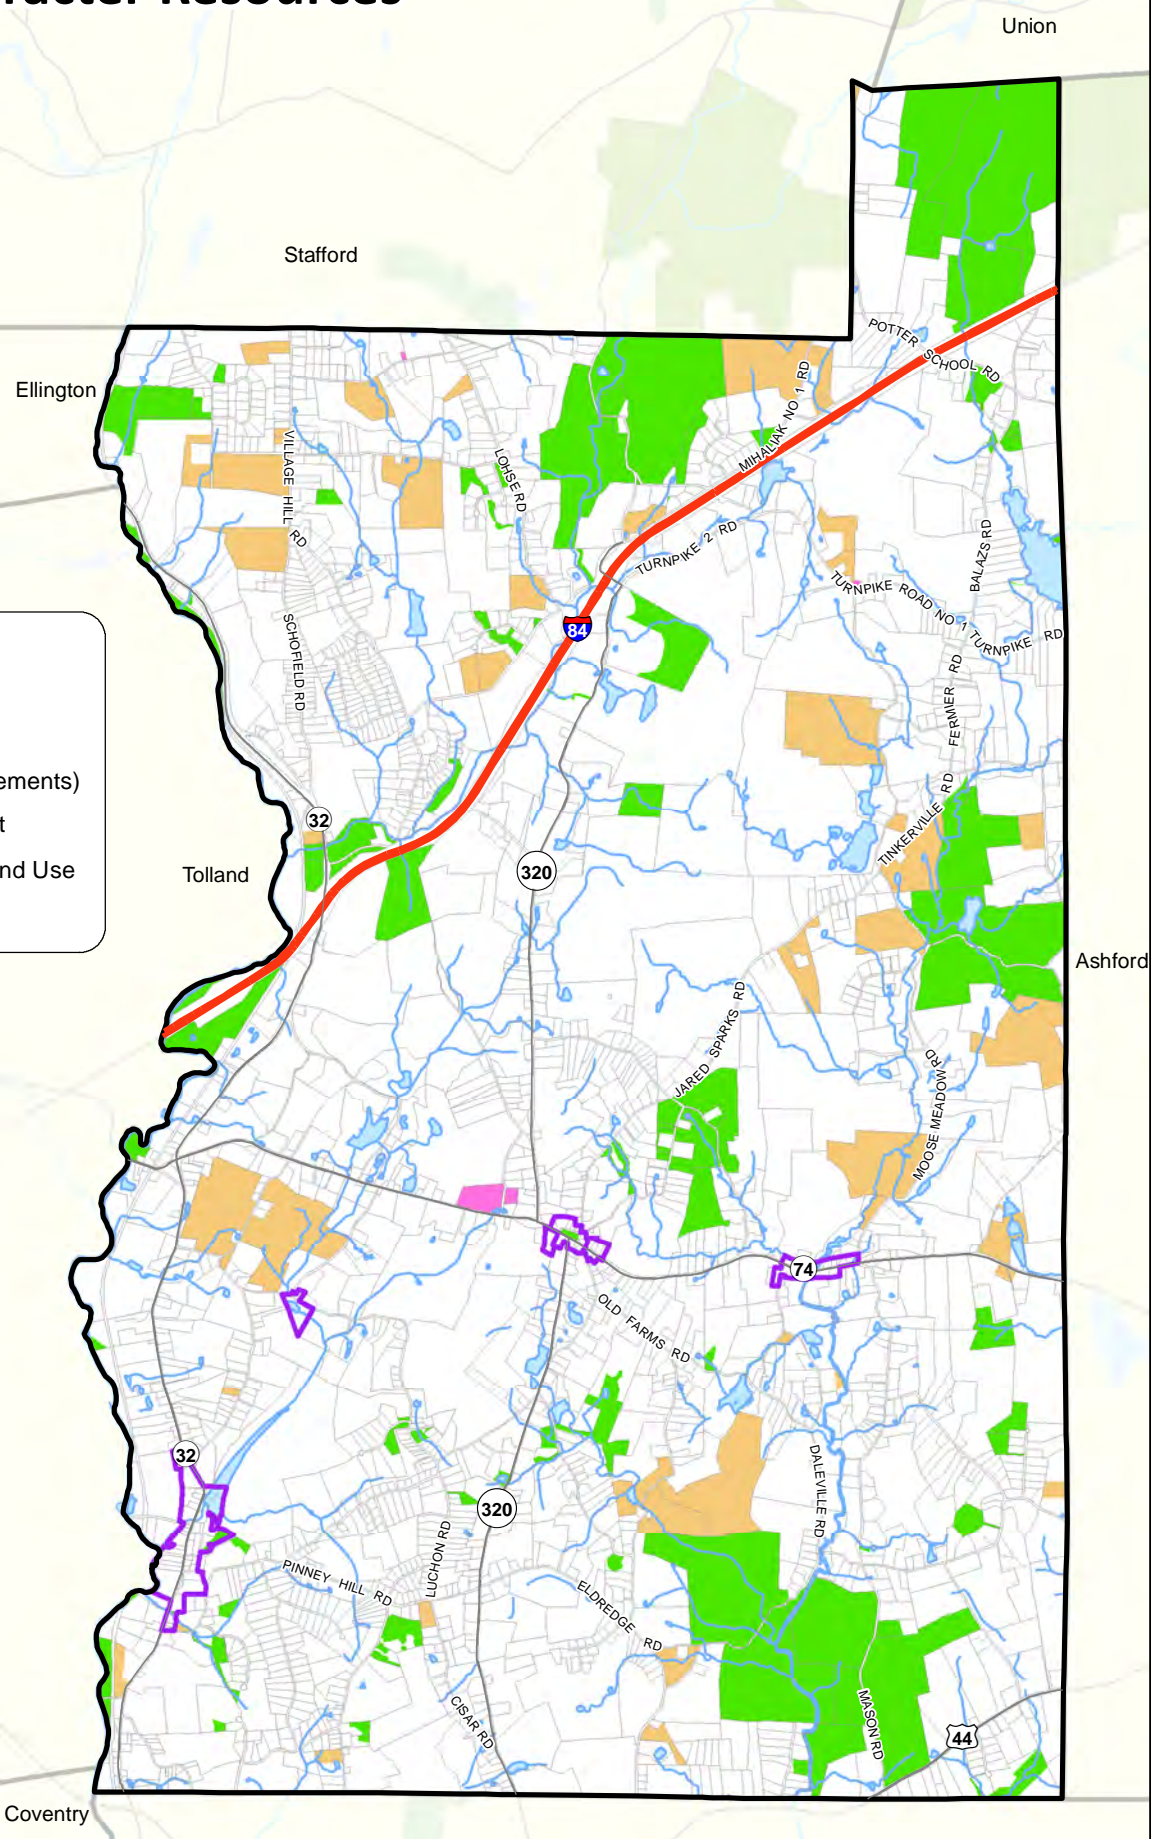 Union
Stafford
Ellington
POTTER SCHOOL RD
MIHALIAK NO 1 RD
VILLAGE HILL RD
LOHSE RD
TURNPIKE 2 RD
BALAZS RD
TURNPIKE ROAD NO 1
TURNPIKE RD
84
SCHOFIELD RD
FERMIER RD
ements)
t
nd Use
32
TINKERVILLE RD
Tolland
320
Ashford
JARED SPARKS RD
MOOSE MEADOW RD
74
OLD FARMS RD
32
DALEVILLE RD
320
LUCHON RD
PINNEY HILL RD
ELDREDGE RD
CISAR RD
MASON RD
44
Coventry